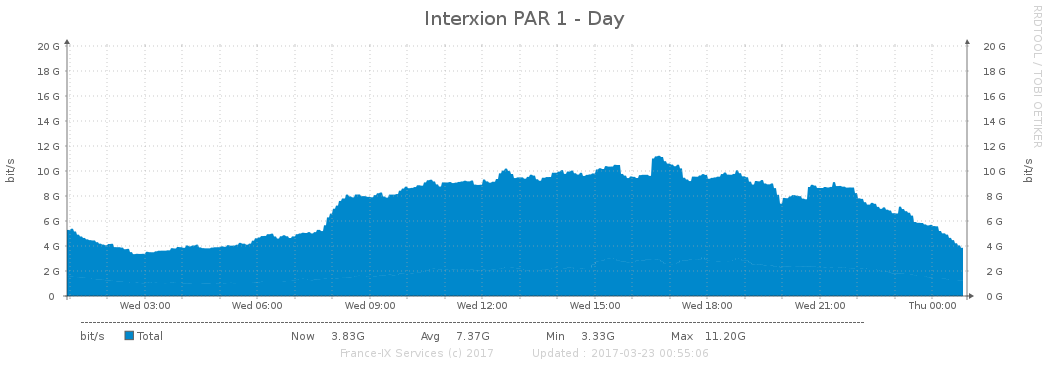 Interxion PAR 1 - Day
RRDTOOL / TOBI OETIKER
bit/s
20 G 20 G
18 G 18 G
16 G 16 G
14 G 14 G
12 G 12 G
10 G 10 G
8 G 8 G
6 G 6 G
4 G 4 G
2 G 2 G
0 0 G
bit/s
Wed 03:00 Wed 06:00 Wed 09:00 Wed 12:00 Wed 15:00 Wed 18:00 Wed 21:00 Thu 00:00
bit/s Total Now 3.83G Avg 7.37G Min 3.33G Max 11.20G
France-IX Services (c) 2017 Updated : 2017-03-23 00:55:06